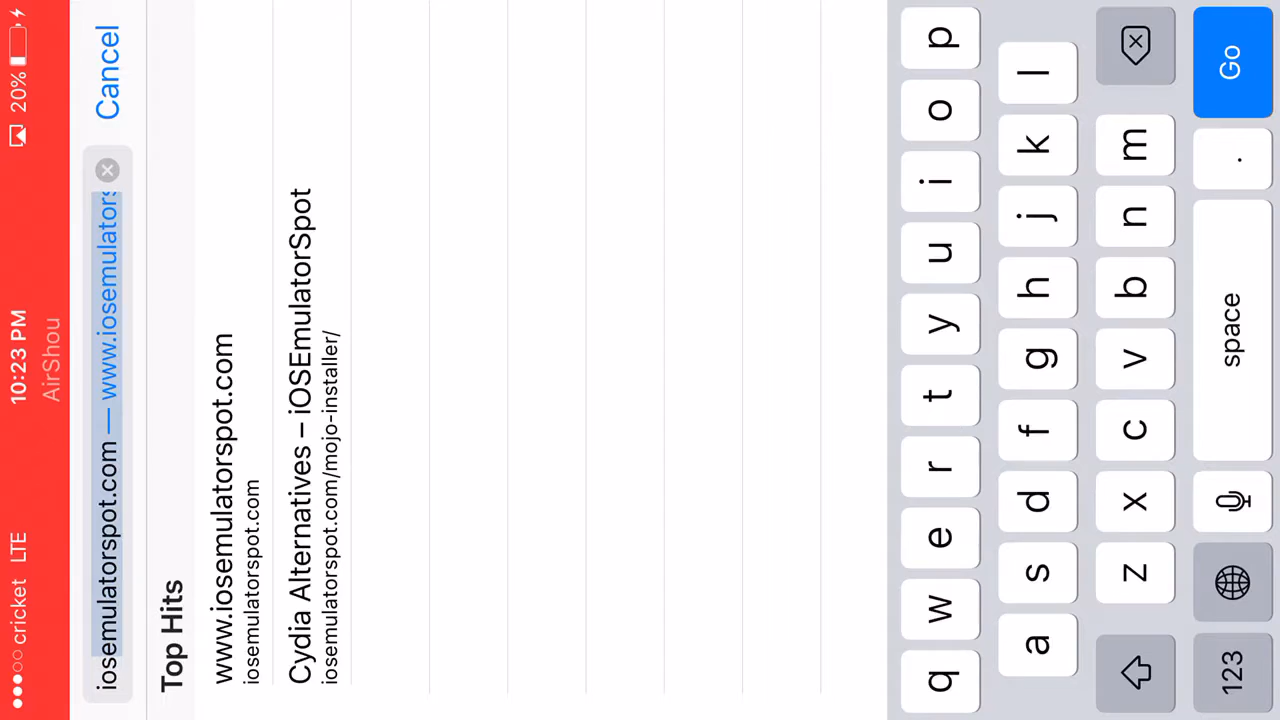 ●●●○○ cricket LTE 10:23 PM 20%
AirShou
iosemulatorspot.com — www.iosemulators
Cancel
Top Hits
www.iosemulatorspot.com
iosemulatorspot.com
Cydia Alternatives – iOSEmulatorSpot
iosemulatorspot.com/mojo-installer/
q w e r t y u i o p
a s d f g h j k l
z x c v b n m
123 space . Go